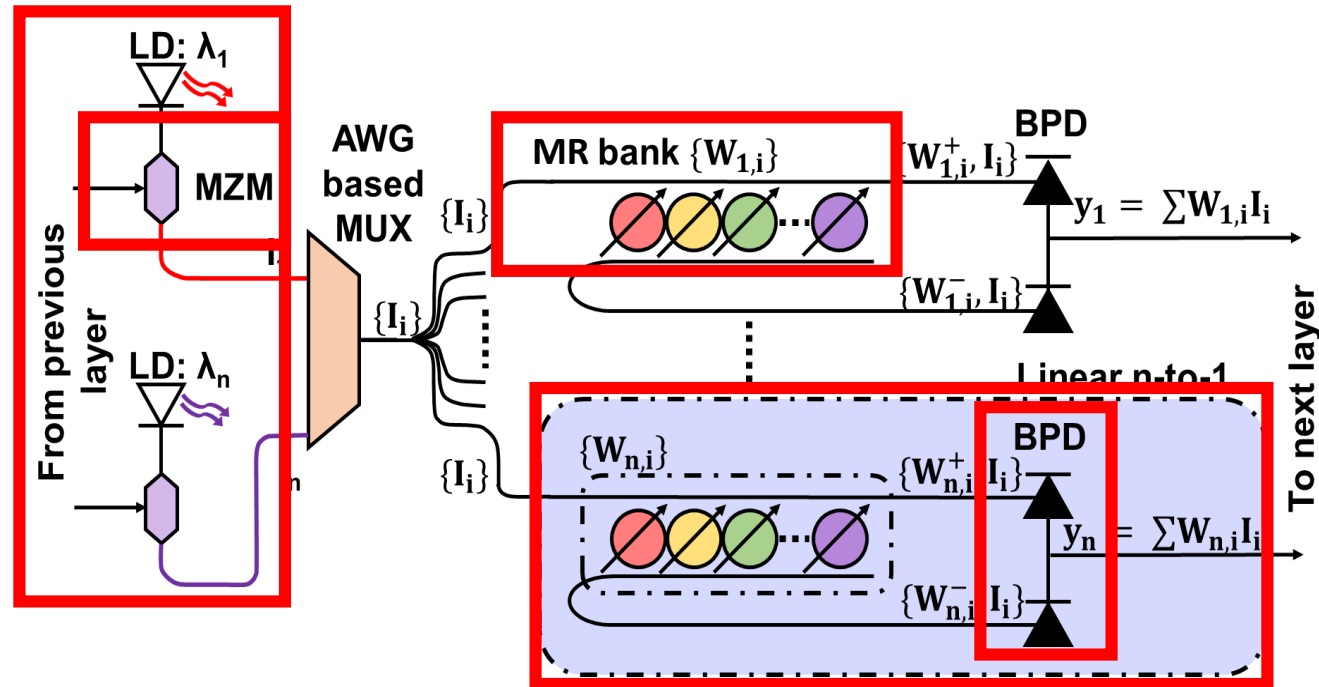 LD: λ₁
MZM
From previous
layer
LD: λₙ
AWG
based
MUX
{Iᵢ}
{Iᵢ}
{Iᵢ}
n
MR bank {W₁,ᵢ}
{W⁺₁,ᵢ, Iᵢ}
{W⁻₁,ᵢ, Iᵢ}
BPD
y₁ = ∑W₁,ᵢIᵢ
Linear n-to-1
{Wₙ,ᵢ}
{W⁺ₙ,ᵢ Iᵢ}
{W⁻ₙ,ᵢ Iᵢ}
BPD
yₙ = ∑Wₙ,ᵢIᵢ
To next layer